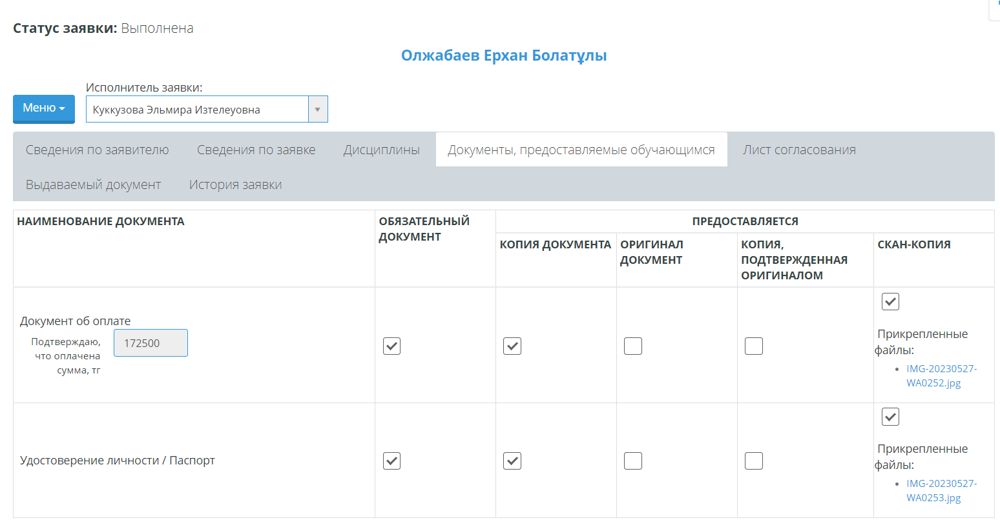 Статус заявки: Выполнена
Олжабаев Ерхан Болатұлы
Исполнитель заявки:
Меню
Куккузова Эльмира Изтелеуовна
Сведения по заявителю
Сведения по заявке
Дисциплины
Документы, предоставляемые обучающимся
Лист согласования
Выдаваемый документ
История заявки
НАИМЕНОВАНИЕ ДОКУМЕНТА
ОБЯЗАТЕЛЬНЫЙ
ДОКУМЕНТ
ПРЕДОСТАВЛЯЕТСЯ
КОПИЯ ДОКУМЕНТА
ОРИГИНАЛ
ДОКУМЕНТ
КОПИЯ,
ПОДТВЕРЖДЕННАЯ
ОРИГИНАЛОМ
СКАН-КОПИЯ
Документ об оплате
Подтверждаю,
что оплачена
сумма, тг
172500
Прикрепленные
файлы:
IMG-20230527-
WA0252.jpg
Удостоверение личности / Паспорт
Прикрепленные
файлы:
IMG-20230527-
WA0253.jpg